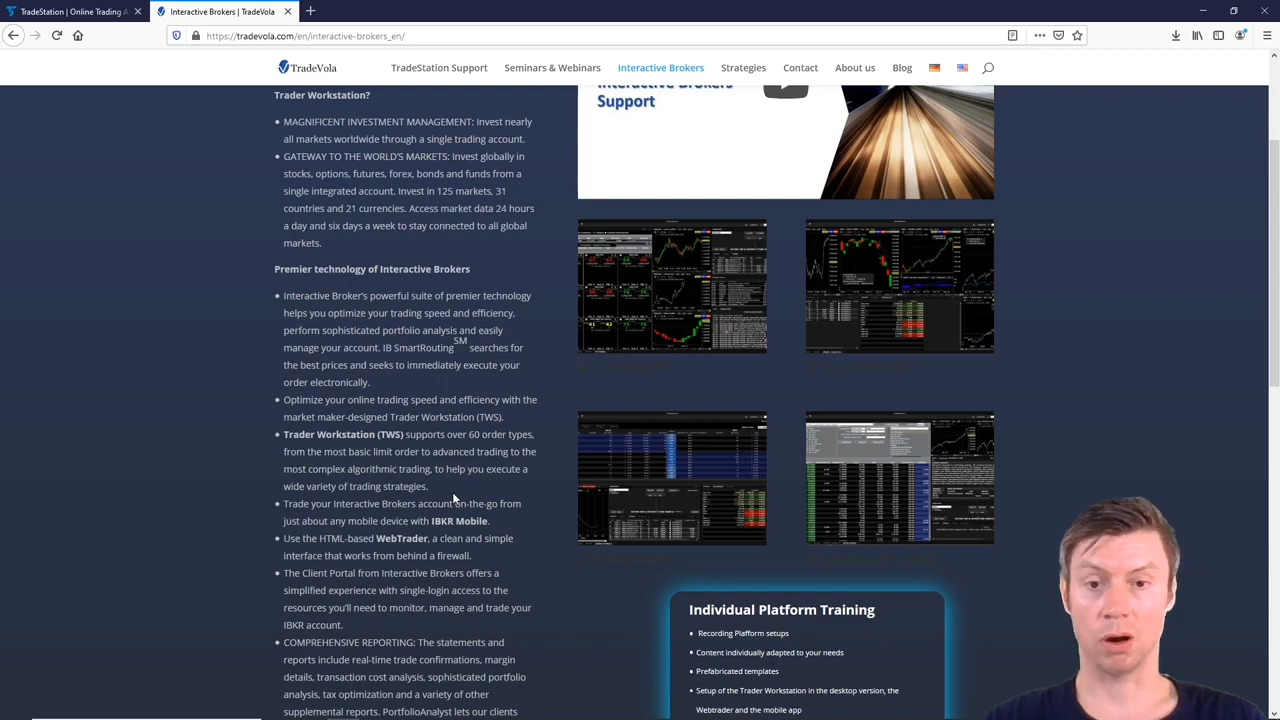 TradeStation | Online Trading A
Interactive Brokers | TradeVola
https://tradevola.com/en/interactive-brokers_en/
TradeVola
TradeStation Support
Seminars & Webinars
Interactive Brokers
Strategies
Contact
About us
Blog
Trader Workstation?
MAGNIFICENT INVESTMENT MANAGEMENT: Invest nearly
all markets worldwide through a single trading account.
GATEWAY TO THE WORLD'S MARKETS: Invest globally in
stocks, options, futures, forex, bonds and funds from a
single integrated account. Invest in 125 markets, 31
countries and 21 currencies. Access market data 24 hours
a day and six days a week to stay connected to all global
markets.
Premier technology of Interactive Brokers
Interactive Broker's powerful suite of premier technology
helps you optimize your trading speed and efficiency,
perform sophisticated portfolio analysis and easily
manage your account. IB SmartRouting SM searches for
the best prices and seeks to immediately execute your
order electronically.
Optimize your online trading speed and efficiency with the
market maker-designed Trader Workstation (TWS).
Trader Workstation (TWS) supports over 60 order types,
from the most basic limit order to advanced trading to the
most complex algorithmic trading, to help you execute a
wide variety of trading strategies.
Trade your Interactive Brokers account on-the-go from
just about any mobile device with IBKR Mobile.
Use the HTML-based WebTrader, a clean and simple
interface that works from behind a firewall.
The Client Portal from Interactive Brokers offers a
simplified experience with single-login access to the
resources you'll need to monitor, manage and trade your
IBKR account.
COMPREHENSIVE REPORTING: The statements and
reports include real-time trade confirmations, margin
details, transaction cost analysis, sophisticated portfolio
analysis, tax optimization and a variety of other
supplemental reports. PortfolioAnalyst lets our clients
Interactive Brokers
Support
Individual Platform Training
Recording Platform setups
Content individually adapted to your needs
Prefabricated templates
Setup of the Trader Workstation in the desktop version, the
Webtrader and the mobile app